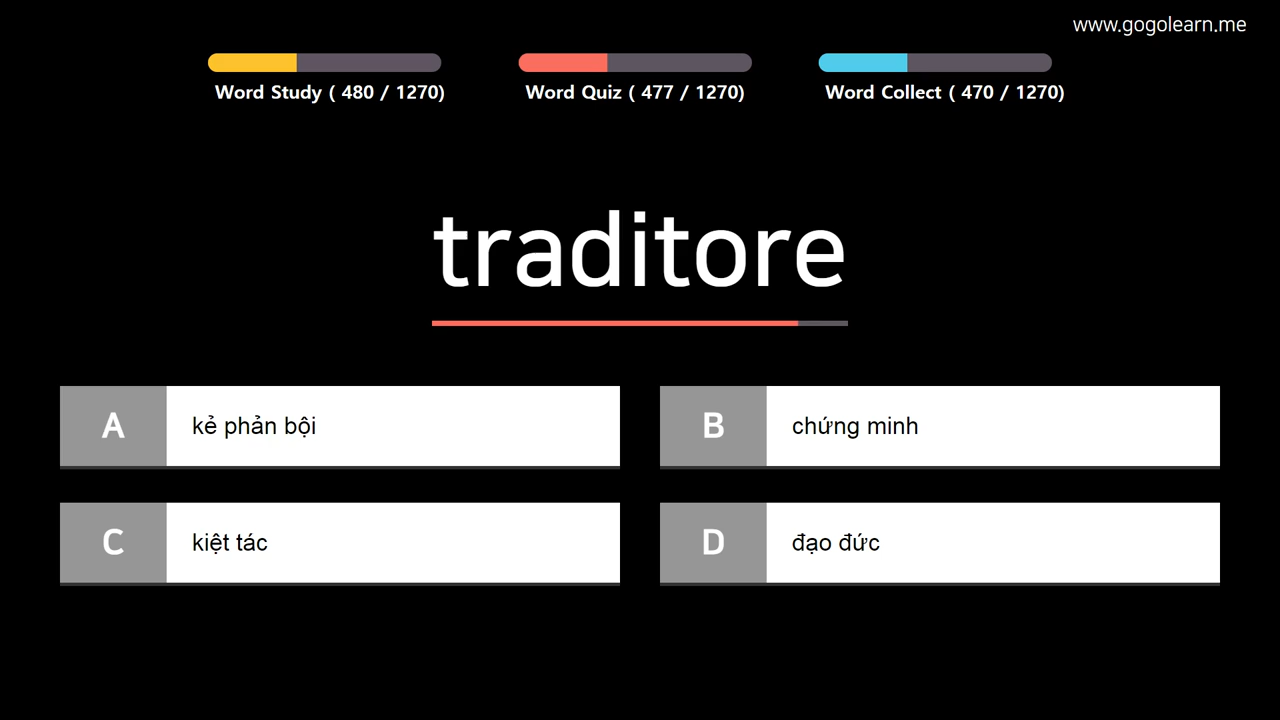 www.gogolearn.me
Word Study ( 480 / 1270)
Word Quiz ( 477 / 1270)
Word Collect ( 470 / 1270)
traditore
A
kẻ phản bội
B
chứng minh
C
kiệt tác
D
đạo đức